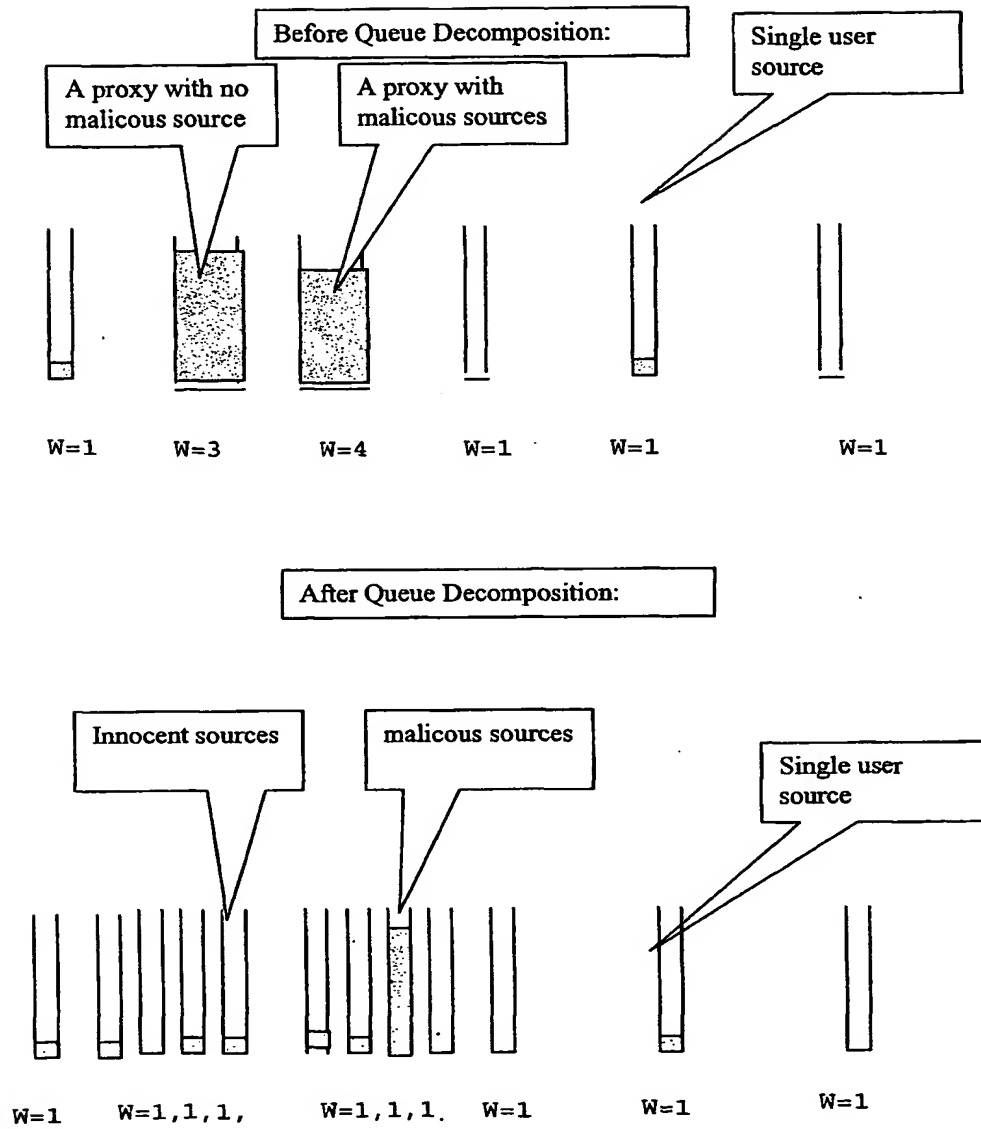 Before Queue Decomposition:
Single user
source
A proxy with no
malicous source
A proxy with
malicous sources
W=1
W=3
W=4
W=1
W=1
W=1
After Queue Decomposition:
Innocent sources
malicous sources
Single user
source
W=1
W=1,1,1,
W=1,1,1.
W=1
W=1
W=1